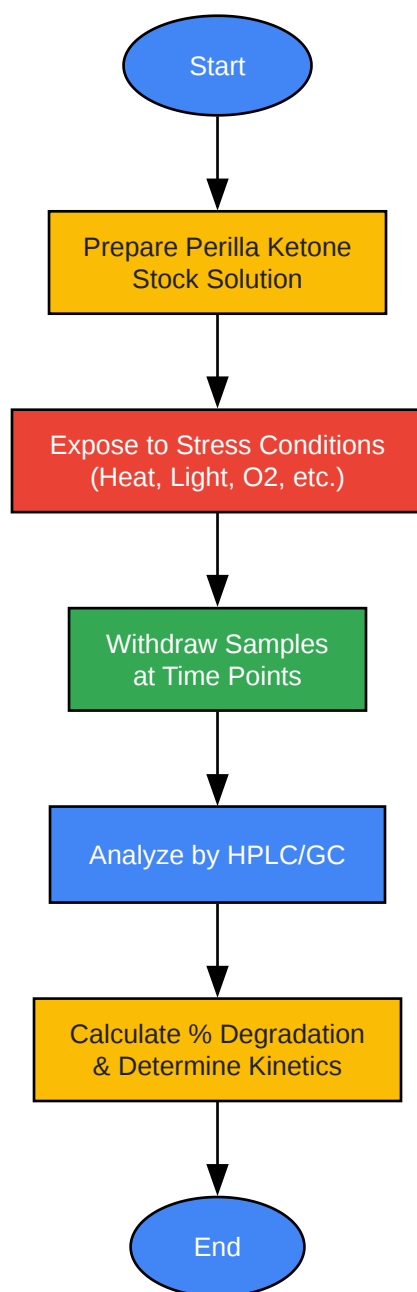 Start
Prepare Perilla Ketone
Stock Solution
Expose to Stress Conditions
(Heat, Light, O2, etc.)
Withdraw Samples
at Time Points
Analyze by HPLC/GC
Calculate % Degradation
& Determine Kinetics
End